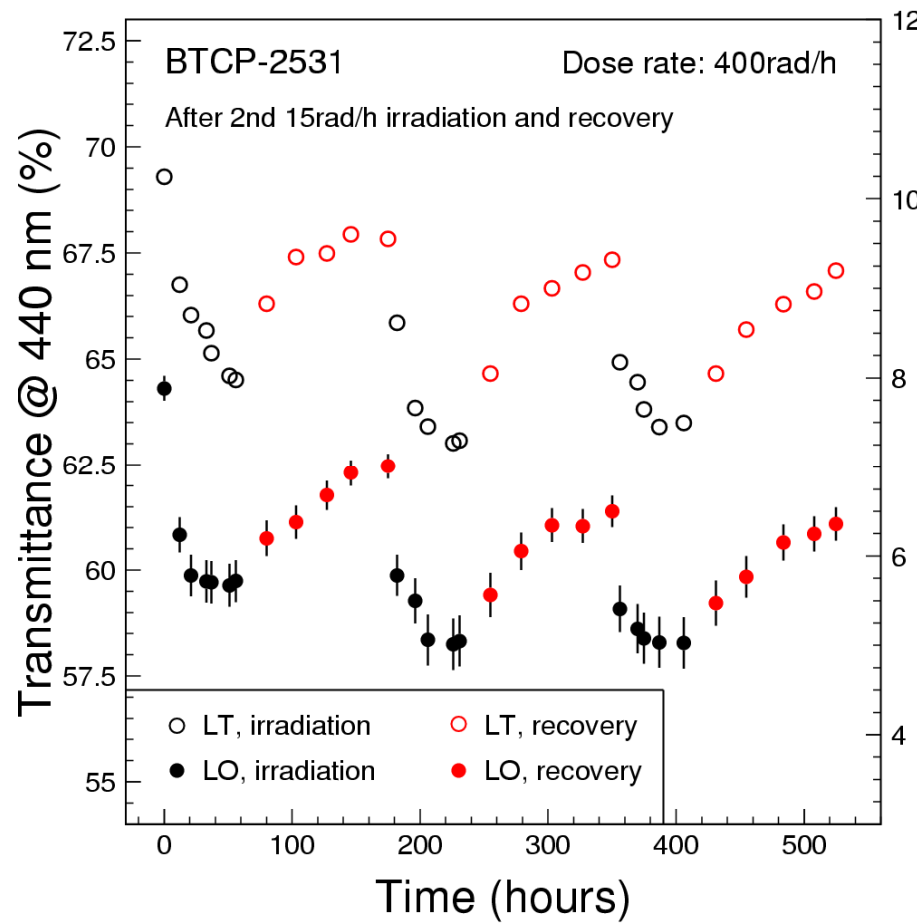 BTCP-2531
Dose rate: 400rad/h
After 2nd 15rad/h irradiation and recovery
Transmittance @ 440 nm (%)
72.5
70
67.5
65
62.5
60
57.5
55
12
10
8
6
4
LT, irradiation
LT, recovery
LO, irradiation
LO, recovery
0
100
200
300
400
500
Time (hours)